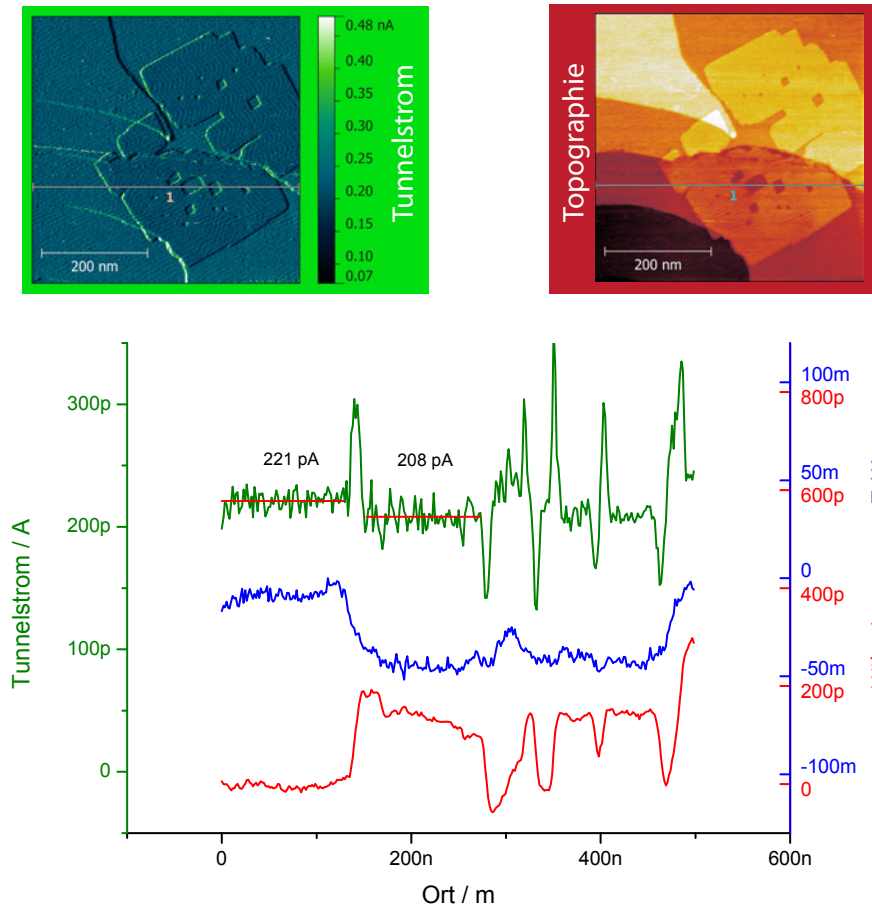 0.48 nA
0.40
0.30
0.25
0.20
0.15
0.10
0.07
Tunnelstrom
1
200 nm
Topographie
1
200 nm
300p
200p
100p
0
Tunnelstrom / A
221 pA
208 pA
100m
50m
0
-50m
-100m
800p
600p
400p
200p
0
0
200n
400n
600n
Ort / m